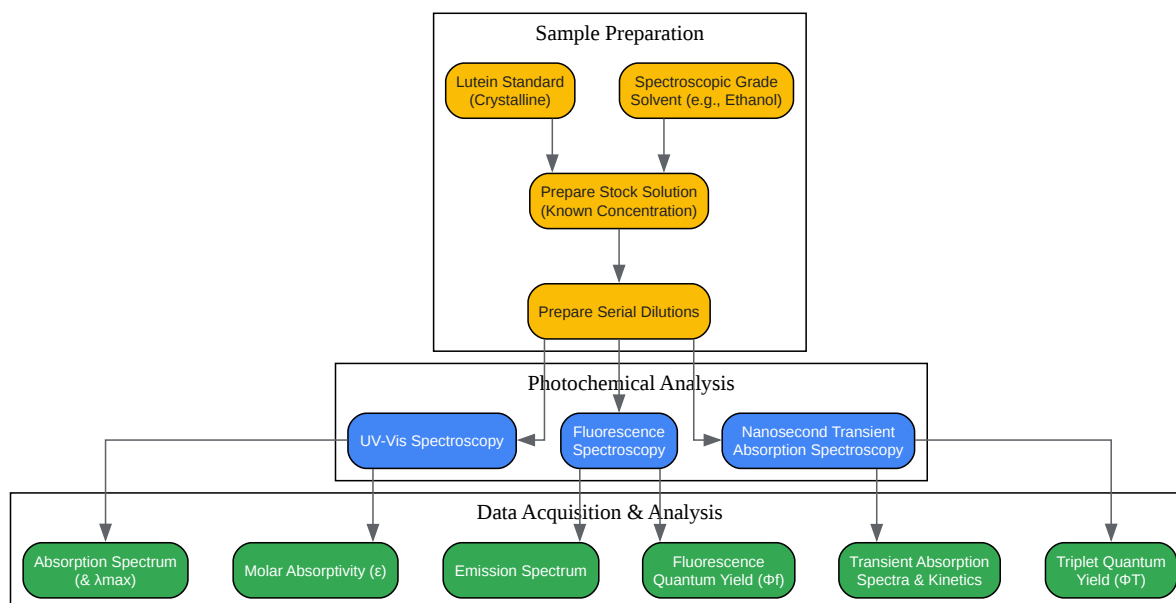 Sample Preparation
Lutein Standard
(Crystalline)
Spectroscopic Grade
Solvent (e.g., Ethanol)
Prepare Stock Solution
(Known Concentration)
Prepare Serial Dilutions
Photochemical Analysis
UV-Vis Spectroscopy
Fluorescence
Spectroscopy
Nanosecond Transient
Absorption Spectroscopy
Data Acquisition & Analysis
Absorption Spectrum
(& λmax)
Molar Absorptivity (ε)
Emission Spectrum
Fluorescence
Quantum Yield (Φf)
Transient Absorption
Spectra & Kinetics
Triplet Quantum
Yield (ΦT)